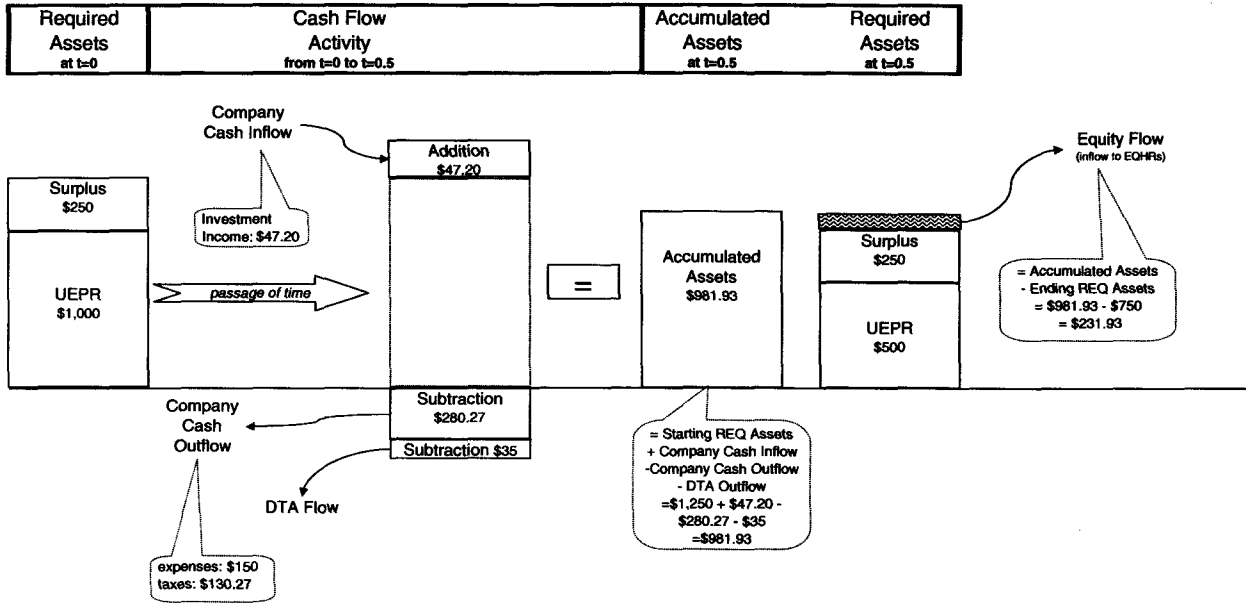 Required
Assets
at t=0
Cash Flow
Activity
from t=0 to t=0.5
Accumulated
Assets
at t=0.5
Required
Assets
at t=0.5
Company
Cash Inflow
Investment
Income: $47.20
Surplus
$250
UEPR
$1,000
passage of time
Addition
$47.20
=
Accumulated
Assets
$981.93
Surplus
$250
UEPR
$500
Equity Flow
(inflow to EQHRs)
= Accumulated Assets
- Ending REQ Assets
= $981.93 - $750
= $231.93
Company
Cash
Outflow
Subtraction
$280.27
Subtraction $35
DTA Flow
expenses: $150
taxes: $130.27
= Starting REQ Assets
+ Company Cash Inflow
-Company Cash Outflow
- DTA Outflow
=$1,250 + $47.20 -
$280.27 - $35
=$981.93